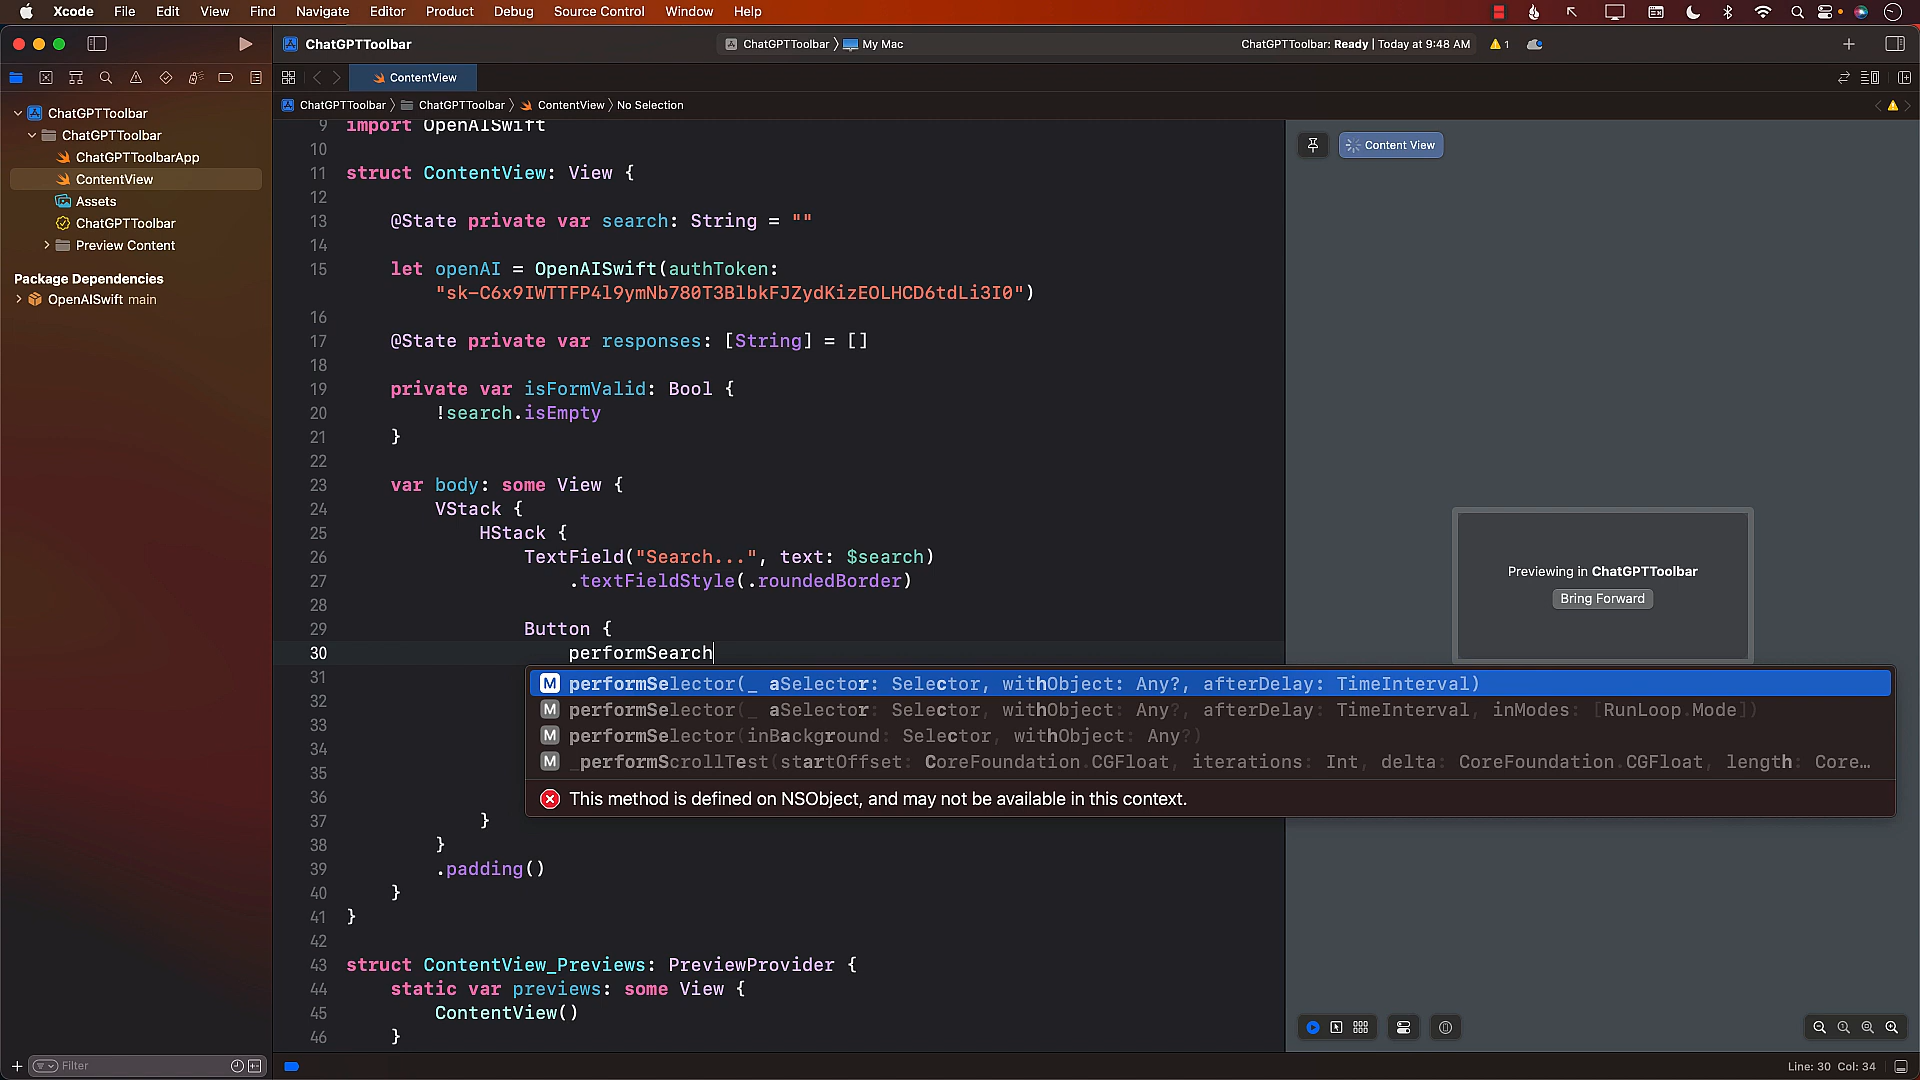 Xcode File Edit View Find Navigate Editor Product Debug Source Control Window Help
ChatGPTToolbar
ChatGPTToolbar 〉 My Mac
ChatGPTToolbar: Ready | Today at 9:48 AM
1
ContentView
ChatGPTToolbar 〉 ChatGPTToolbar 〉 ContentView 〉 No Selection
ChatGPTToolbar
ChatGPTToolbar
ChatGPTToolbarApp
ContentView
Assets
ChatGPTToolbar
Preview Content
Package Dependencies
OpenAISwift main
Filter
9 import OpenAISwift
10
11 struct ContentView: View {
12
13 @State private var search: String = ""
14
15 let openAI = OpenAISwift(authToken:
"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")
16
17 @State private var responses: [String] = []
18
19 private var isFormValid: Bool {
20 !search.isEmpty
21 }
22
23 var body: some View {
24 VStack {
25 HStack {
26 TextField("Search...", text: $search)
27 .textFieldStyle(.roundedBorder)
28
29 Button {
30 performSearch
31
32
33
34
35
36
37 }
38 }
39 .padding()
40 }
41 }
42
43 struct ContentView_Previews: PreviewProvider {
44 static var previews: some View {
45 ContentView()
46 }
M performSelector(_ aSelector: Selector, withObject: Any?, afterDelay: TimeInterval)
M performSelector(_ aSelector: Selector, withObject: Any?, afterDelay: TimeInterval, inModes: [RunLoop.Mode])
M performSelector(inBackground: Selector, withObject: Any?)
M _performScrollTest(startOffset: CoreFoundation.CGFloat, iterations: Int, delta: CoreFoundation.CGFloat, length: Core…
This method is defined on NSObject, and may not be available in this context.
Content View
Previewing in ChatGPTToolbar
Bring Forward
Line: 30 Col: 34